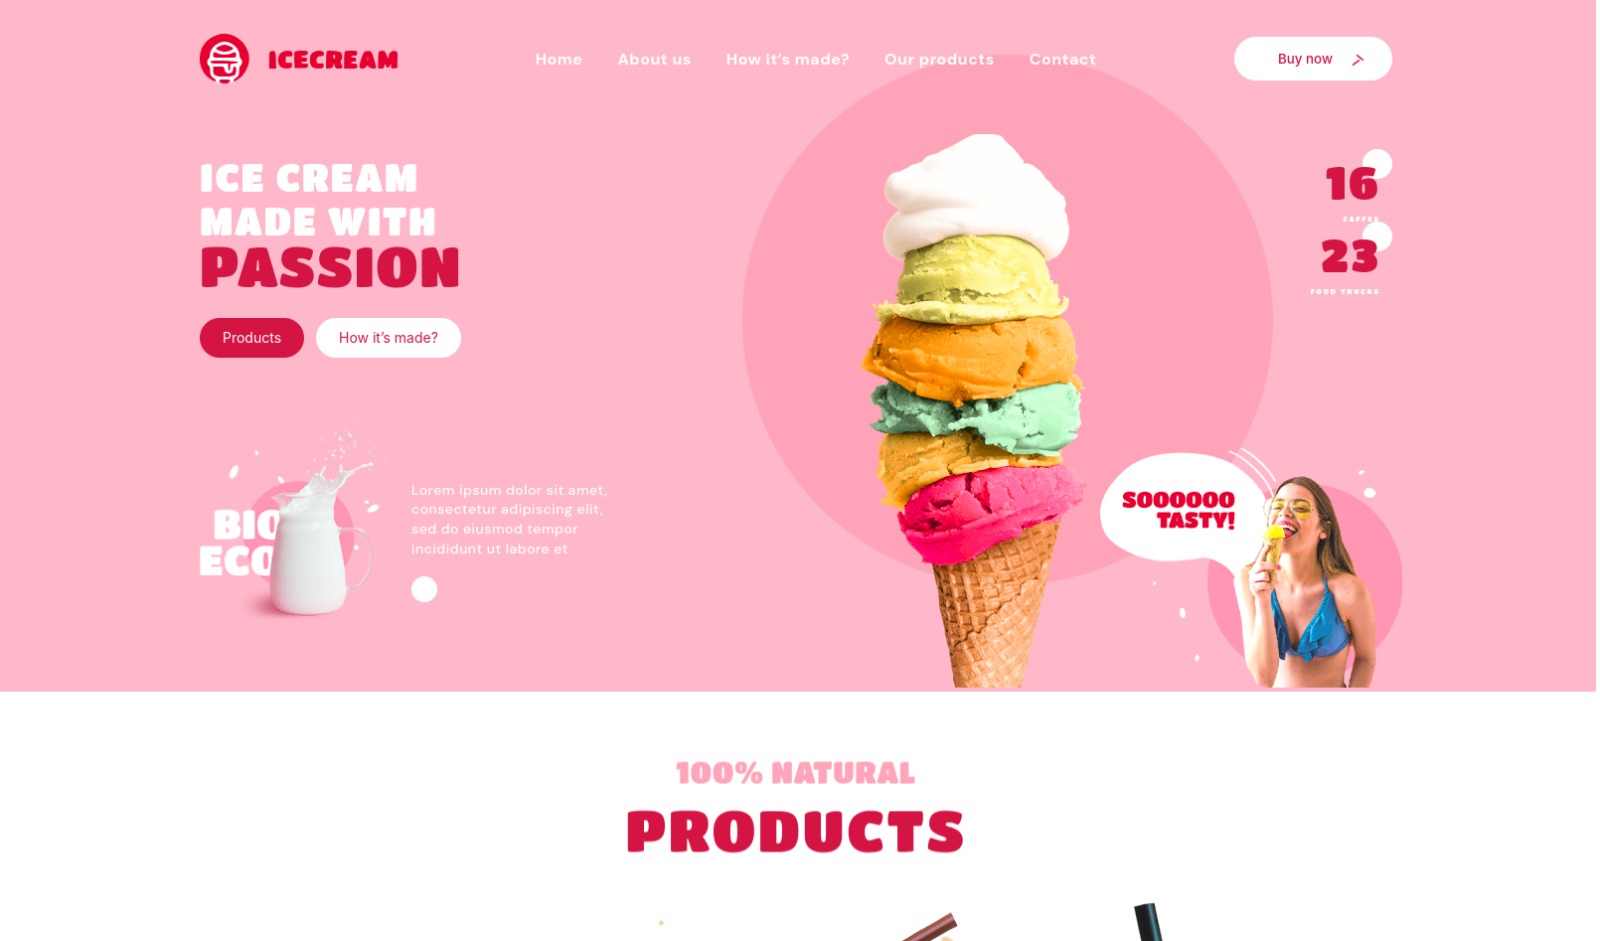 ICECREAM
Home
About us
How it's made?
Our products
Contact
Buy now
ICE CREAM
MADE WITH
PASSION
Products
How it's made?
16
CAFFES
23
FOOD TRUCKS
BIO
ECO
Lorem ipsum dolor sit amet,
consectetur adipiscing elit,
sed do eiusmod tempor
incididunt ut labore et
SOOOOOO
TASTY!
100% NATURAL
PRODUCTS